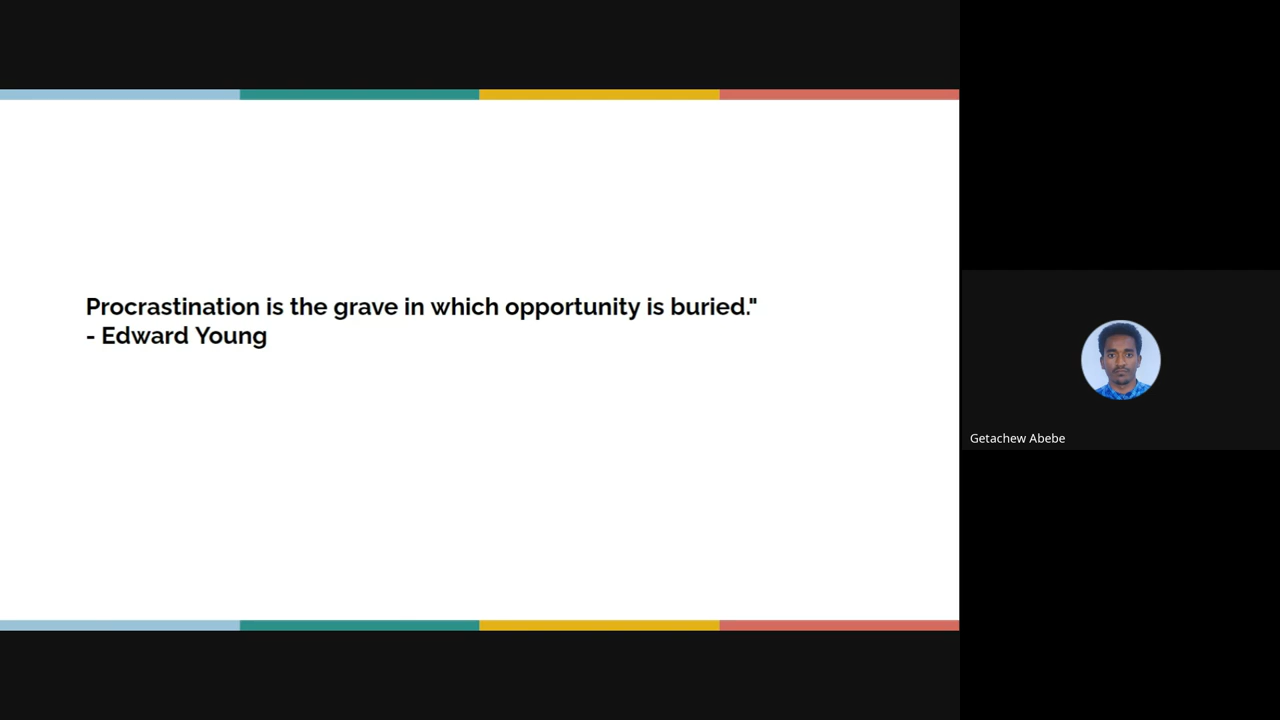 Procrastination is the grave in which opportunity is buried."
- Edward Young
Getachew Abebe